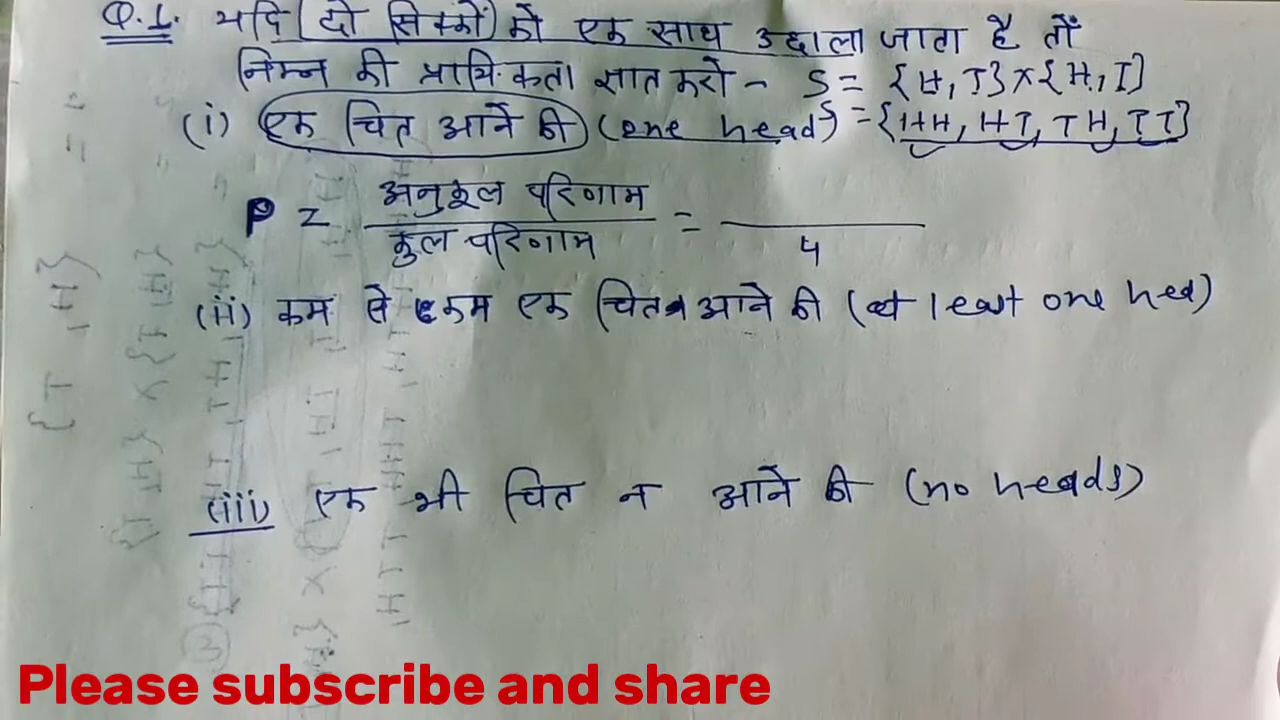 Q.1. यदि दो सिक्कों को एक साथ उछाला जाता है तों
निम्न की प्रायिकता ज्ञात करो - S = {H, T} X {H, T}
(i) एक चित आने की (one head) S = {HH, HT, TH, TT}
P = अनुकूल परिणाम / कुल परिणाम = / 4
(ii) कम से कम एक चित आने की (at least one hed)
(iii) एक भी चित न आने की (no heads)
Please subscribe and share